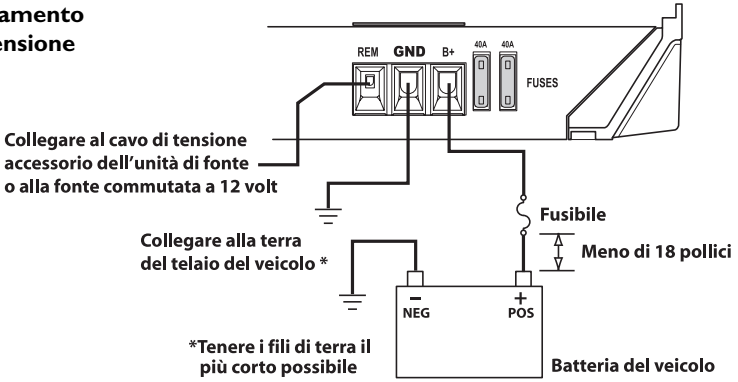 amento
ensione
REM GND B+ 40A 40A
FUSES
Collegare al cavo di tensione
accessorio dell'unità di fonte
o alla fonte commutata a 12 volt
Fusibile
Collegare alla terra
del telaio del veicolo *
Meno di 18 pollici
NEG
POS
*Tenere i fili di terra il
più corto possibile
Batteria del veicolo